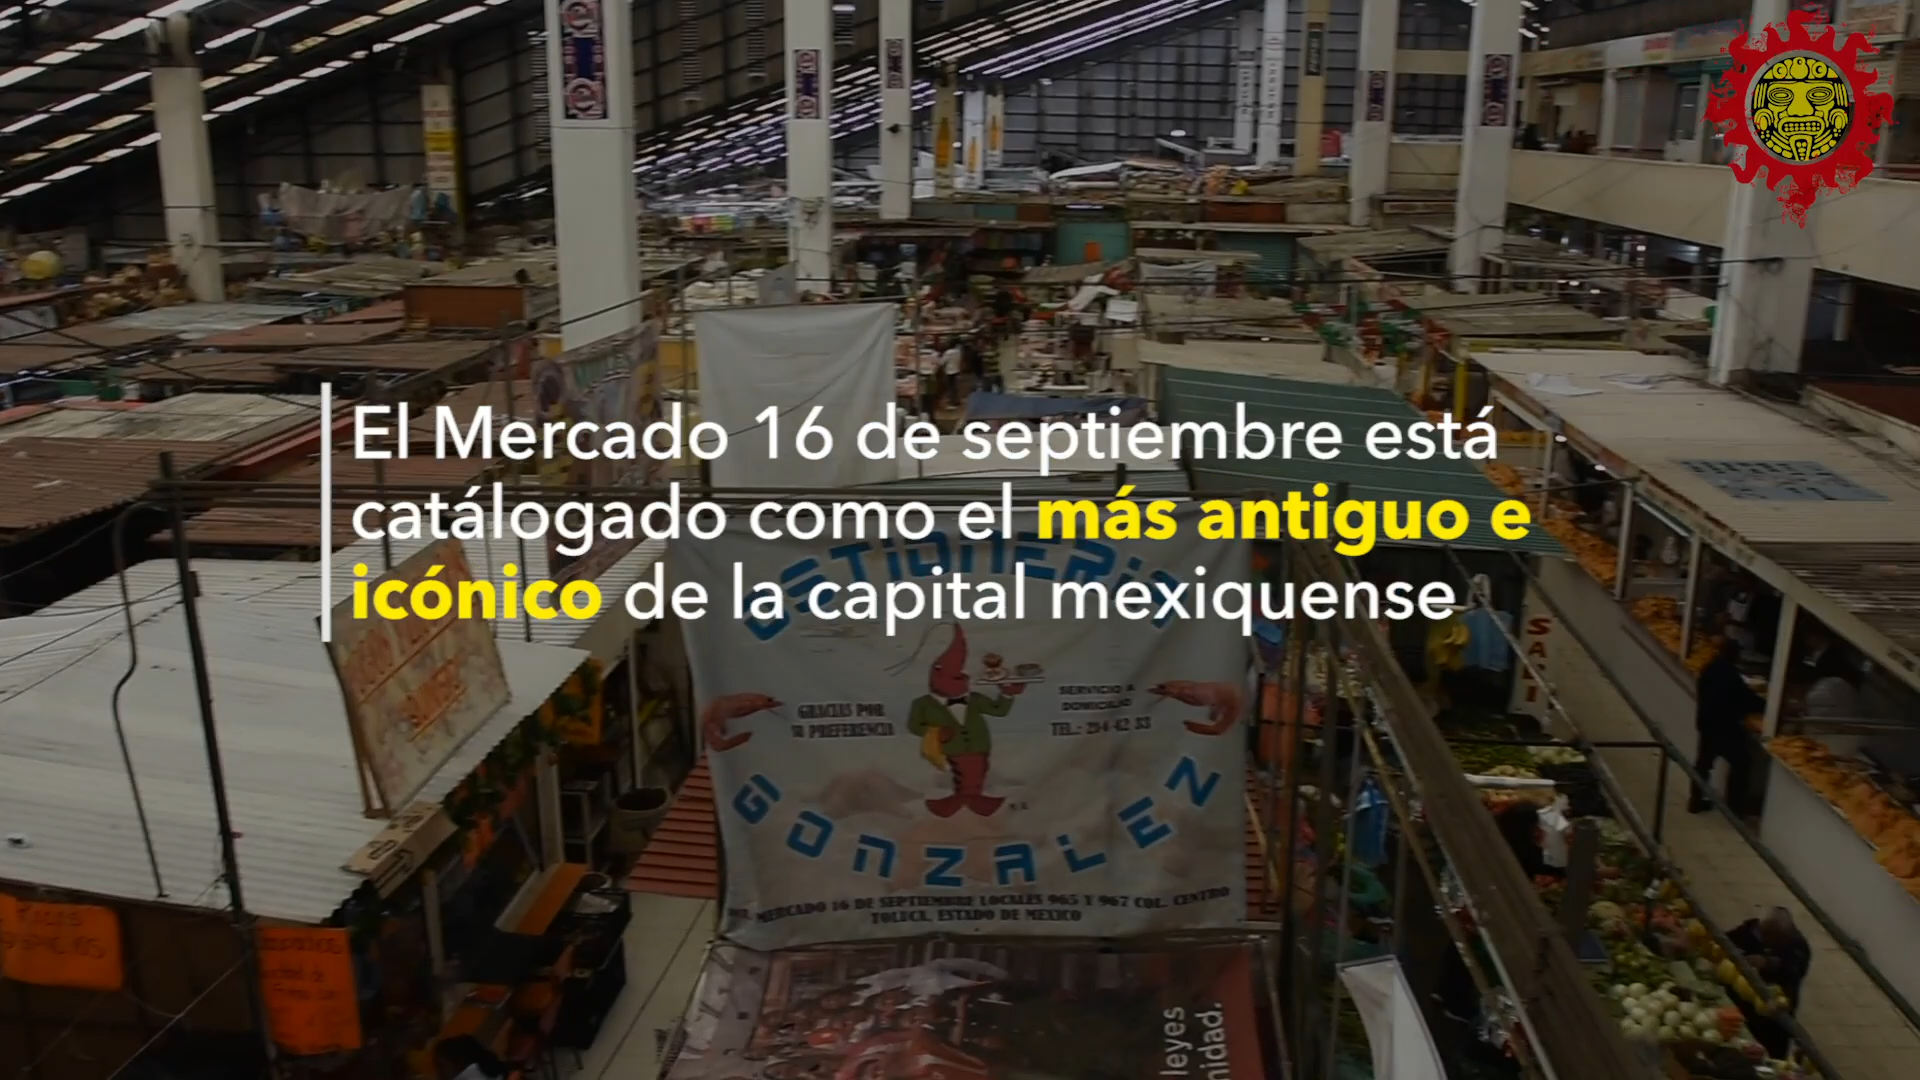 El Mercado 16 de septiembre está
catálogado como el más antiguo e
icónico de la capital mexiquense
OSTIONERIA
GRACIAS POR
SU PREFERENCIA
SERVICIO A
DOMICILIO
TEL.: 214 42 33
GONZALEZ
MERCADO 16 DE SEPTIEMBRE LOCALES 965 Y 967 COL. CENTRO
TOLUCA, ESTADO DE MEXICO
leyes
nidad.